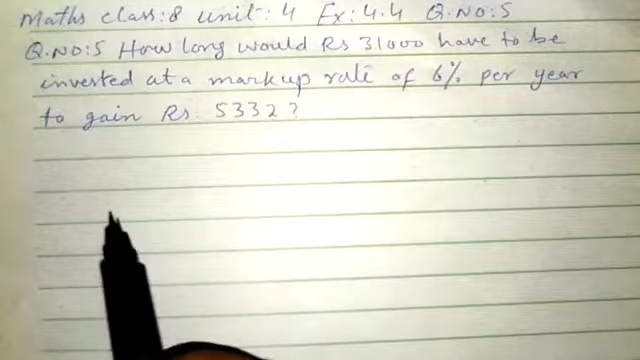 Maths class:8 unit:4 Ex:4.4 Q.NO:5
Q.NO:5 How long would Rs 31000 have to be
invested at a markup rate of 6% per year
to gain Rs. 5332?